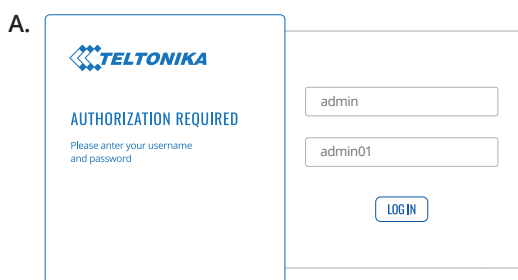 A.
TELTONIKA
AUTHORIZATION REQUIRED
Please anter your username
and password
admin
admin01
LOG IN